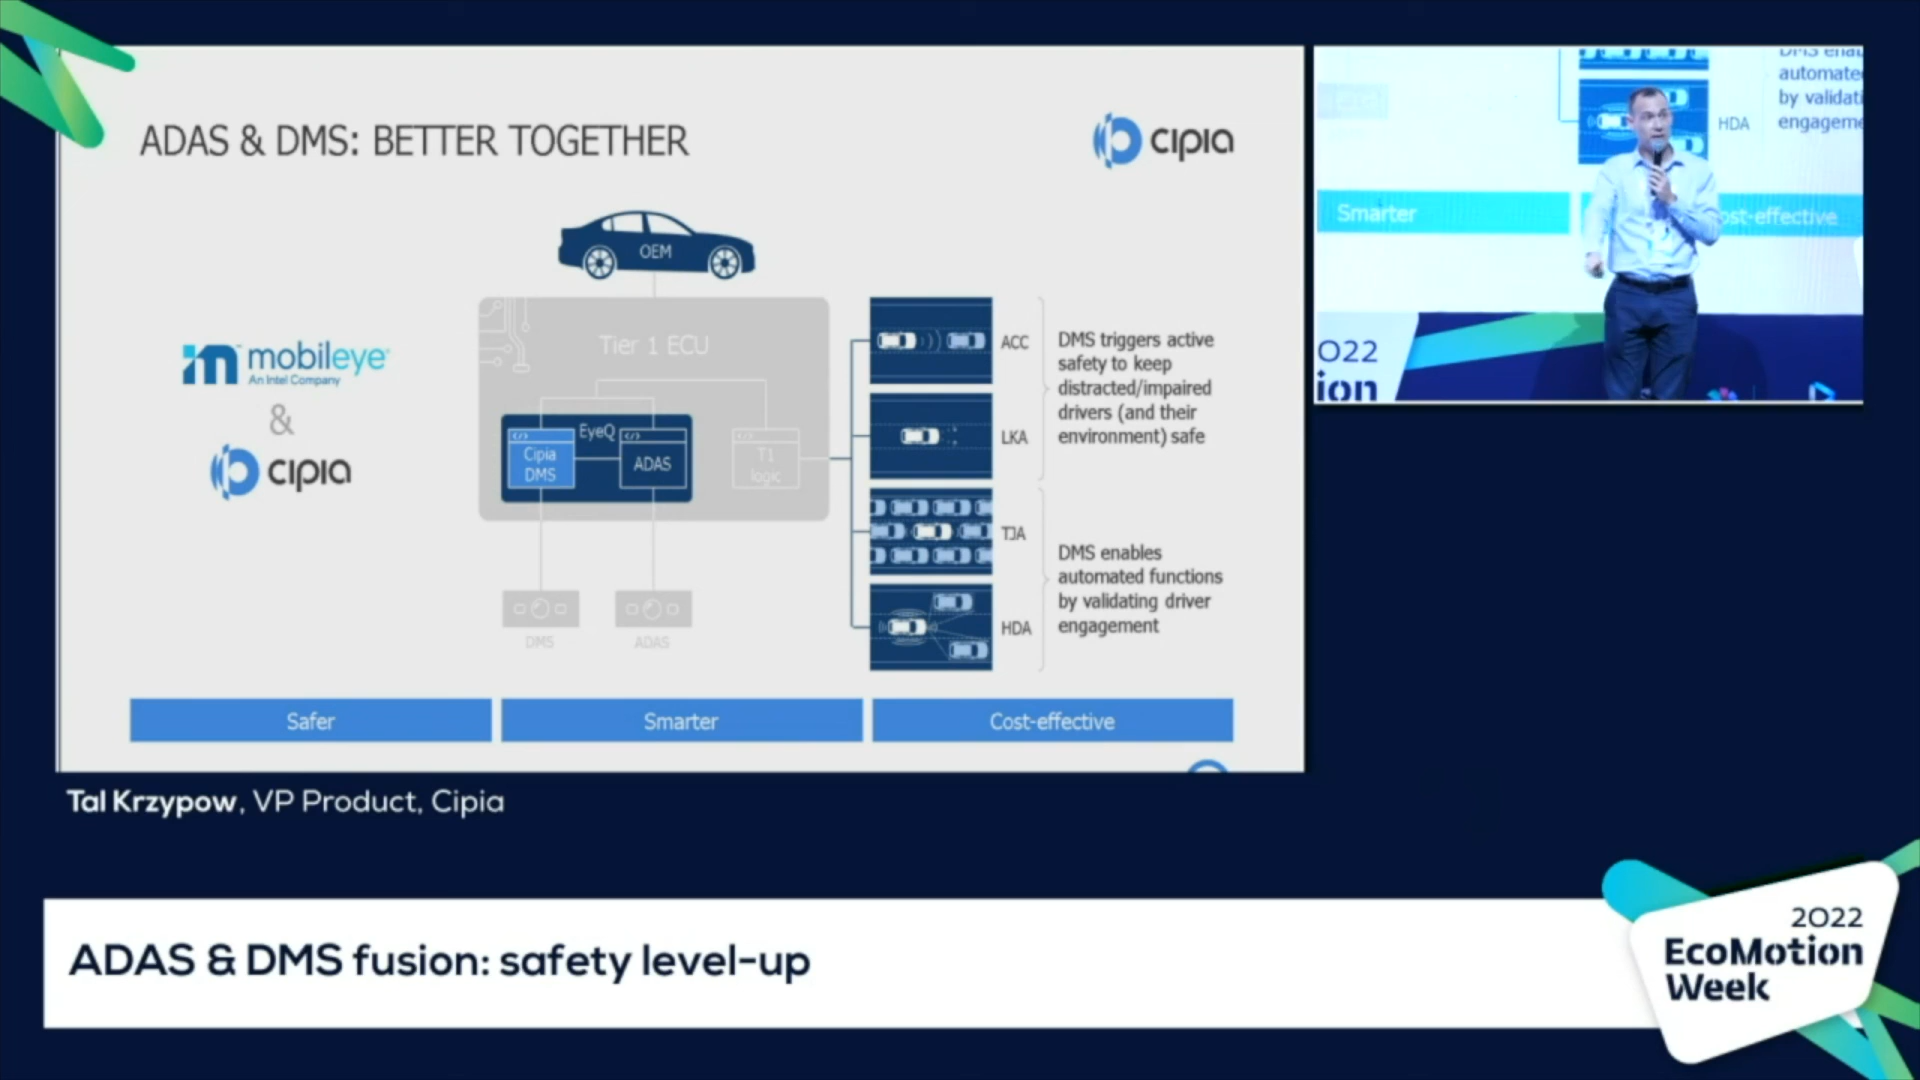 ADAS & DMS: BETTER TOGETHER
cipia
OEM
mobileye
An Intel Company
&
cipia
Tier 1 ECU
EyeQ
Cipia
DMS
ADAS
T1
logic
DMS
ADAS
ACC
LKA
TJA
HDA
DMS triggers active
safety to keep
distracted/impaired
drivers (and their
environment) safe
DMS enables
automated functions
by validating driver
engagement
Safer
Smarter
Cost-effective
DMS enab
automate
by validati
engageme
HDA
Smarter
ost-effective
022
ion
Tal Krzypow, VP Product, Cipia
ADAS & DMS fusion: safety level-up
2022
EcoMotion
Week